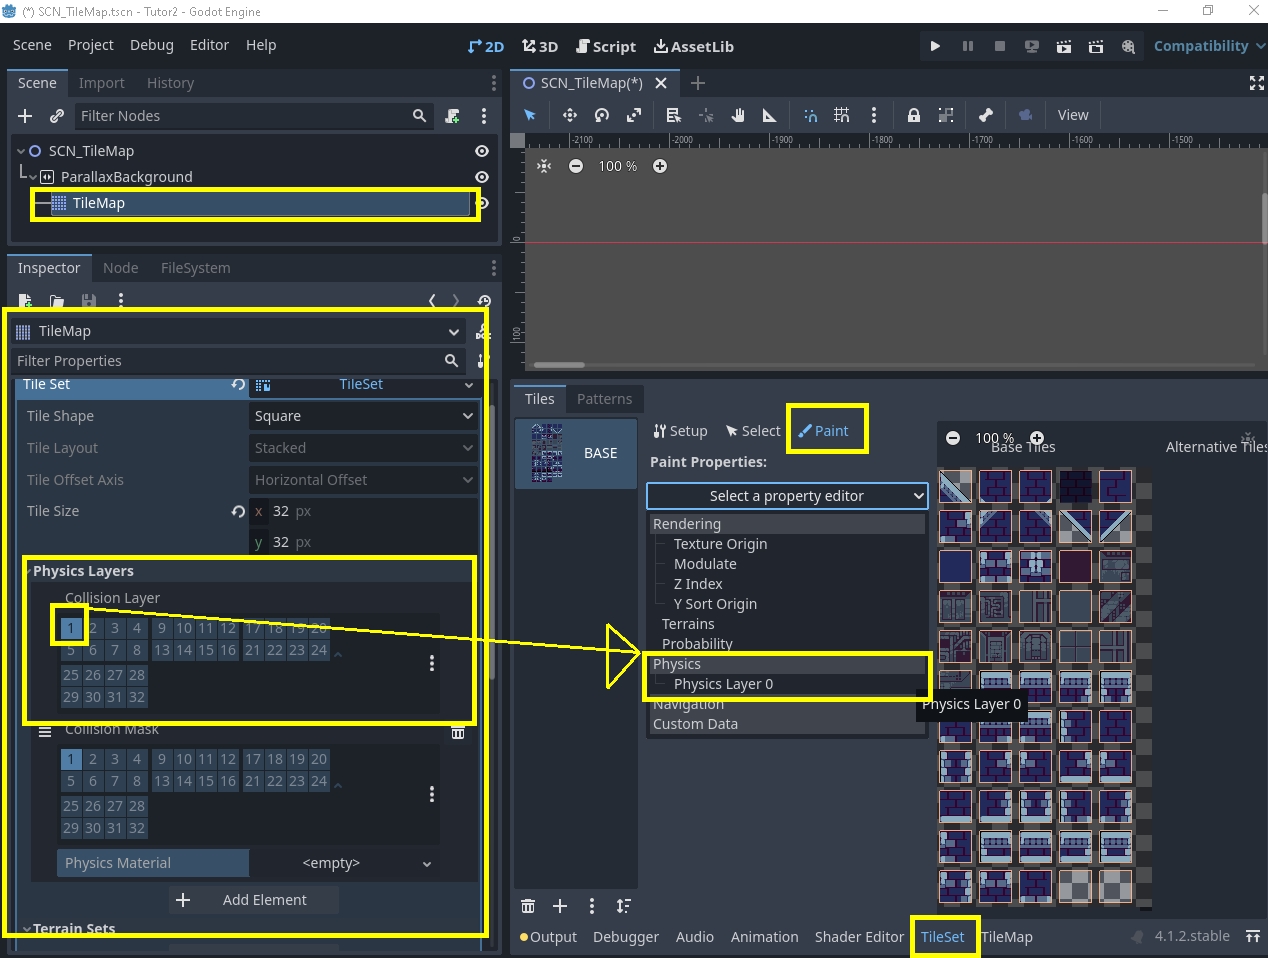 (*) SCN_TileMap.tscn - Tutor2 - Godot Engine
Scene Project Debug Editor Help
2D 3D Script AssetLib
Compatibility
Scene Import History
Filter Nodes
SCN_TileMap
ParallaxBackground
TileMap
Inspector Node FileSystem
TileMap
Filter Properties
Tile Set TileSet
Tile Shape Square
Tile Layout Stacked
Tile Offset Axis Horizontal Offset
Tile Size x 32 px
y 32 px
Physics Layers
Collision Layer
1 2 3 4 9 10 11 12 17 18 19 20
5 6 7 8 13 14 15 16 21 22 23 24
25 26 27 28
29 30 31 32
Collision Mask
1 2 3 4 9 10 11 12 17 18 19 20
5 6 7 8 13 14 15 16 21 22 23 24
25 26 27 28
29 30 31 32
Physics Material <empty>
Add Element
Terrain Sets
SCN_TileMap(*)
View
-2100 -2000 -1900 -1800 -1700 -1600 -1500
100 %
0
100
Tiles Patterns
BASE
Setup Select Paint
Paint Properties:
Select a property editor
Rendering
Texture Origin
Modulate
Z Index
Y Sort Origin
Terrains
Probability
Physics
Physics Layer 0
Navigation
Custom Data
Physics Layer 0
100 %
Base Tiles
Alternative Tiles
Output Debugger Audio Animation Shader Editor TileSet TileMap
4.1.2.stable